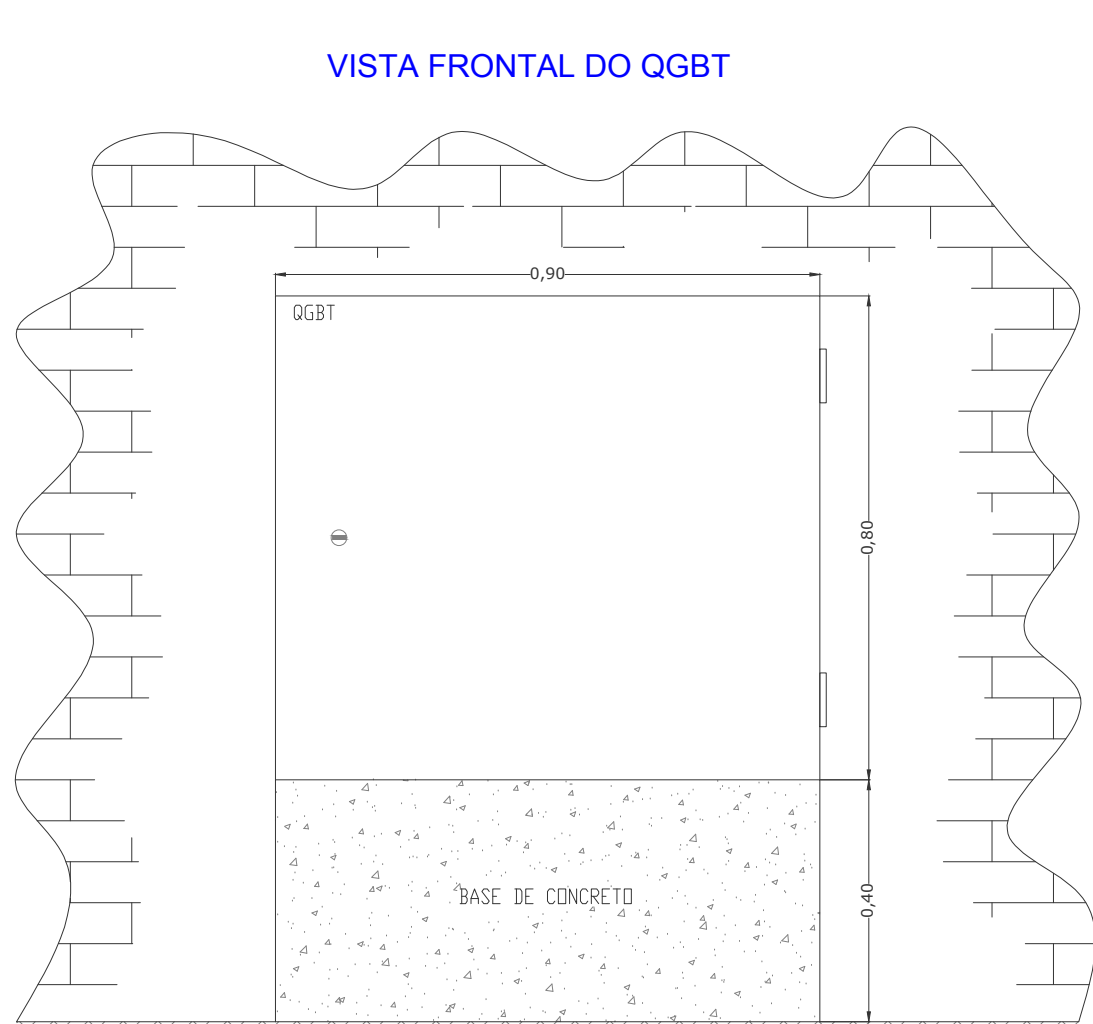 VISTA FRONTAL DO QGBT
0,90
QGBT
0,80
BASE DE CONCRETO
0,40